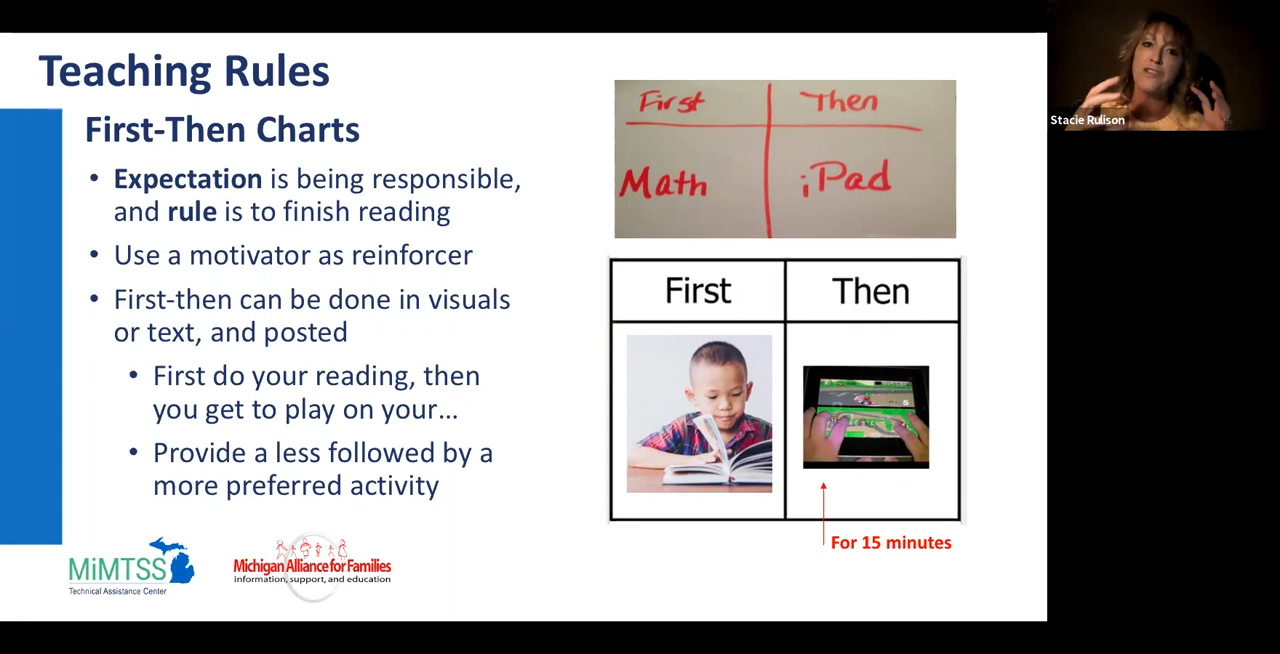 Teaching Rules
First-Then Charts
• Expectation is being responsible,
and rule is to finish reading
• Use a motivator as reinforcer
• First-then can be done in visuals
or text, and posted
• First do your reading, then
you get to play on your…
• Provide a less followed by a
more preferred activity
First Then
Math iPad
First Then
For 15 minutes
MiMTSS
Technical Assistance Center
Michigan Alliance for Families
information, support, and education
Stacie Rulison